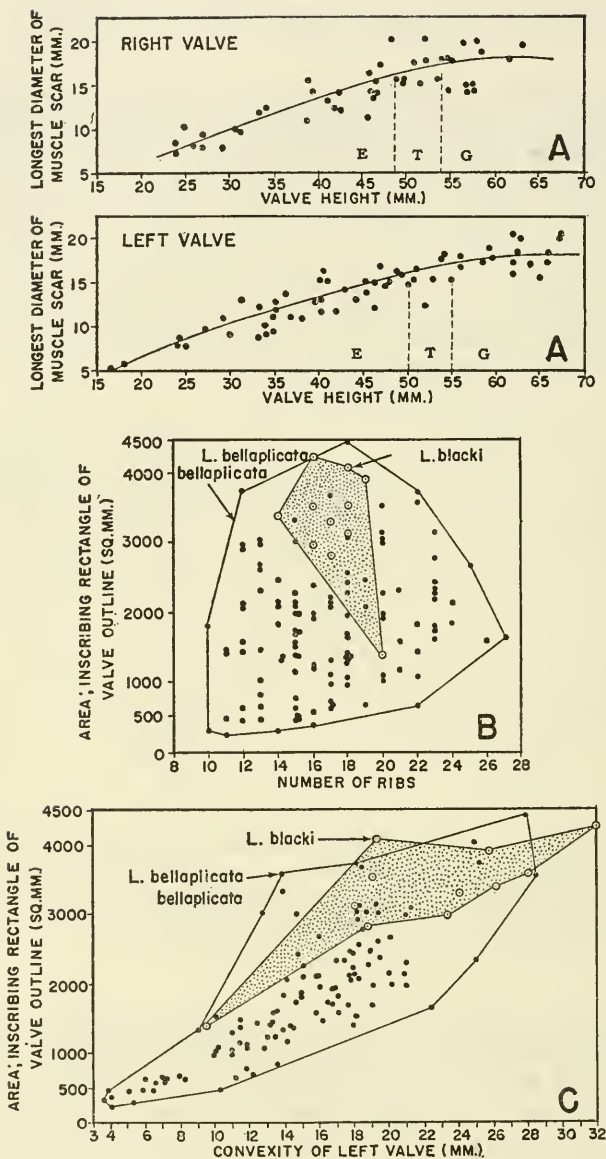 RIGHT VALVE
LONGEST DIAMETER OF
MUSCLE SCAR (MM.)
20
15
10
5
E T G A
15 20 25 30 35 40 45 50 55 60 65 70
VALVE HEIGHT (MM.)
LEFT VALVE
LONGEST DIAMETER OF
MUSCLE SCAR (MM.)
20
15
10
5
E T G A
15 20 25 30 35 40 45 50 55 60 65 70
VALVE HEIGHT (MM.)
AREA; INSCRIBING RECTANGLE OF
VALVE OUTLINE (SQ.MM.)
4500
4000
3000
2000
1000
500
0
L. bellaplicata
bellaplicata
L. blacki
B
8 10 12 14 16 18 20 22 24 26 28
NUMBER OF RIBS
AREA; INSCRIBING RECTANGLE OF
VALVE OUTLINE (SQ.MM.)
4500
4000
3000
2000
1000
500
0
L. blacki
L. bellaplicata
bellaplicata
C
3 4 6 8 10 12 14 16 18 20 22 24 26 28 30 32
CONVEXITY OF LEFT VALVE (MM.)